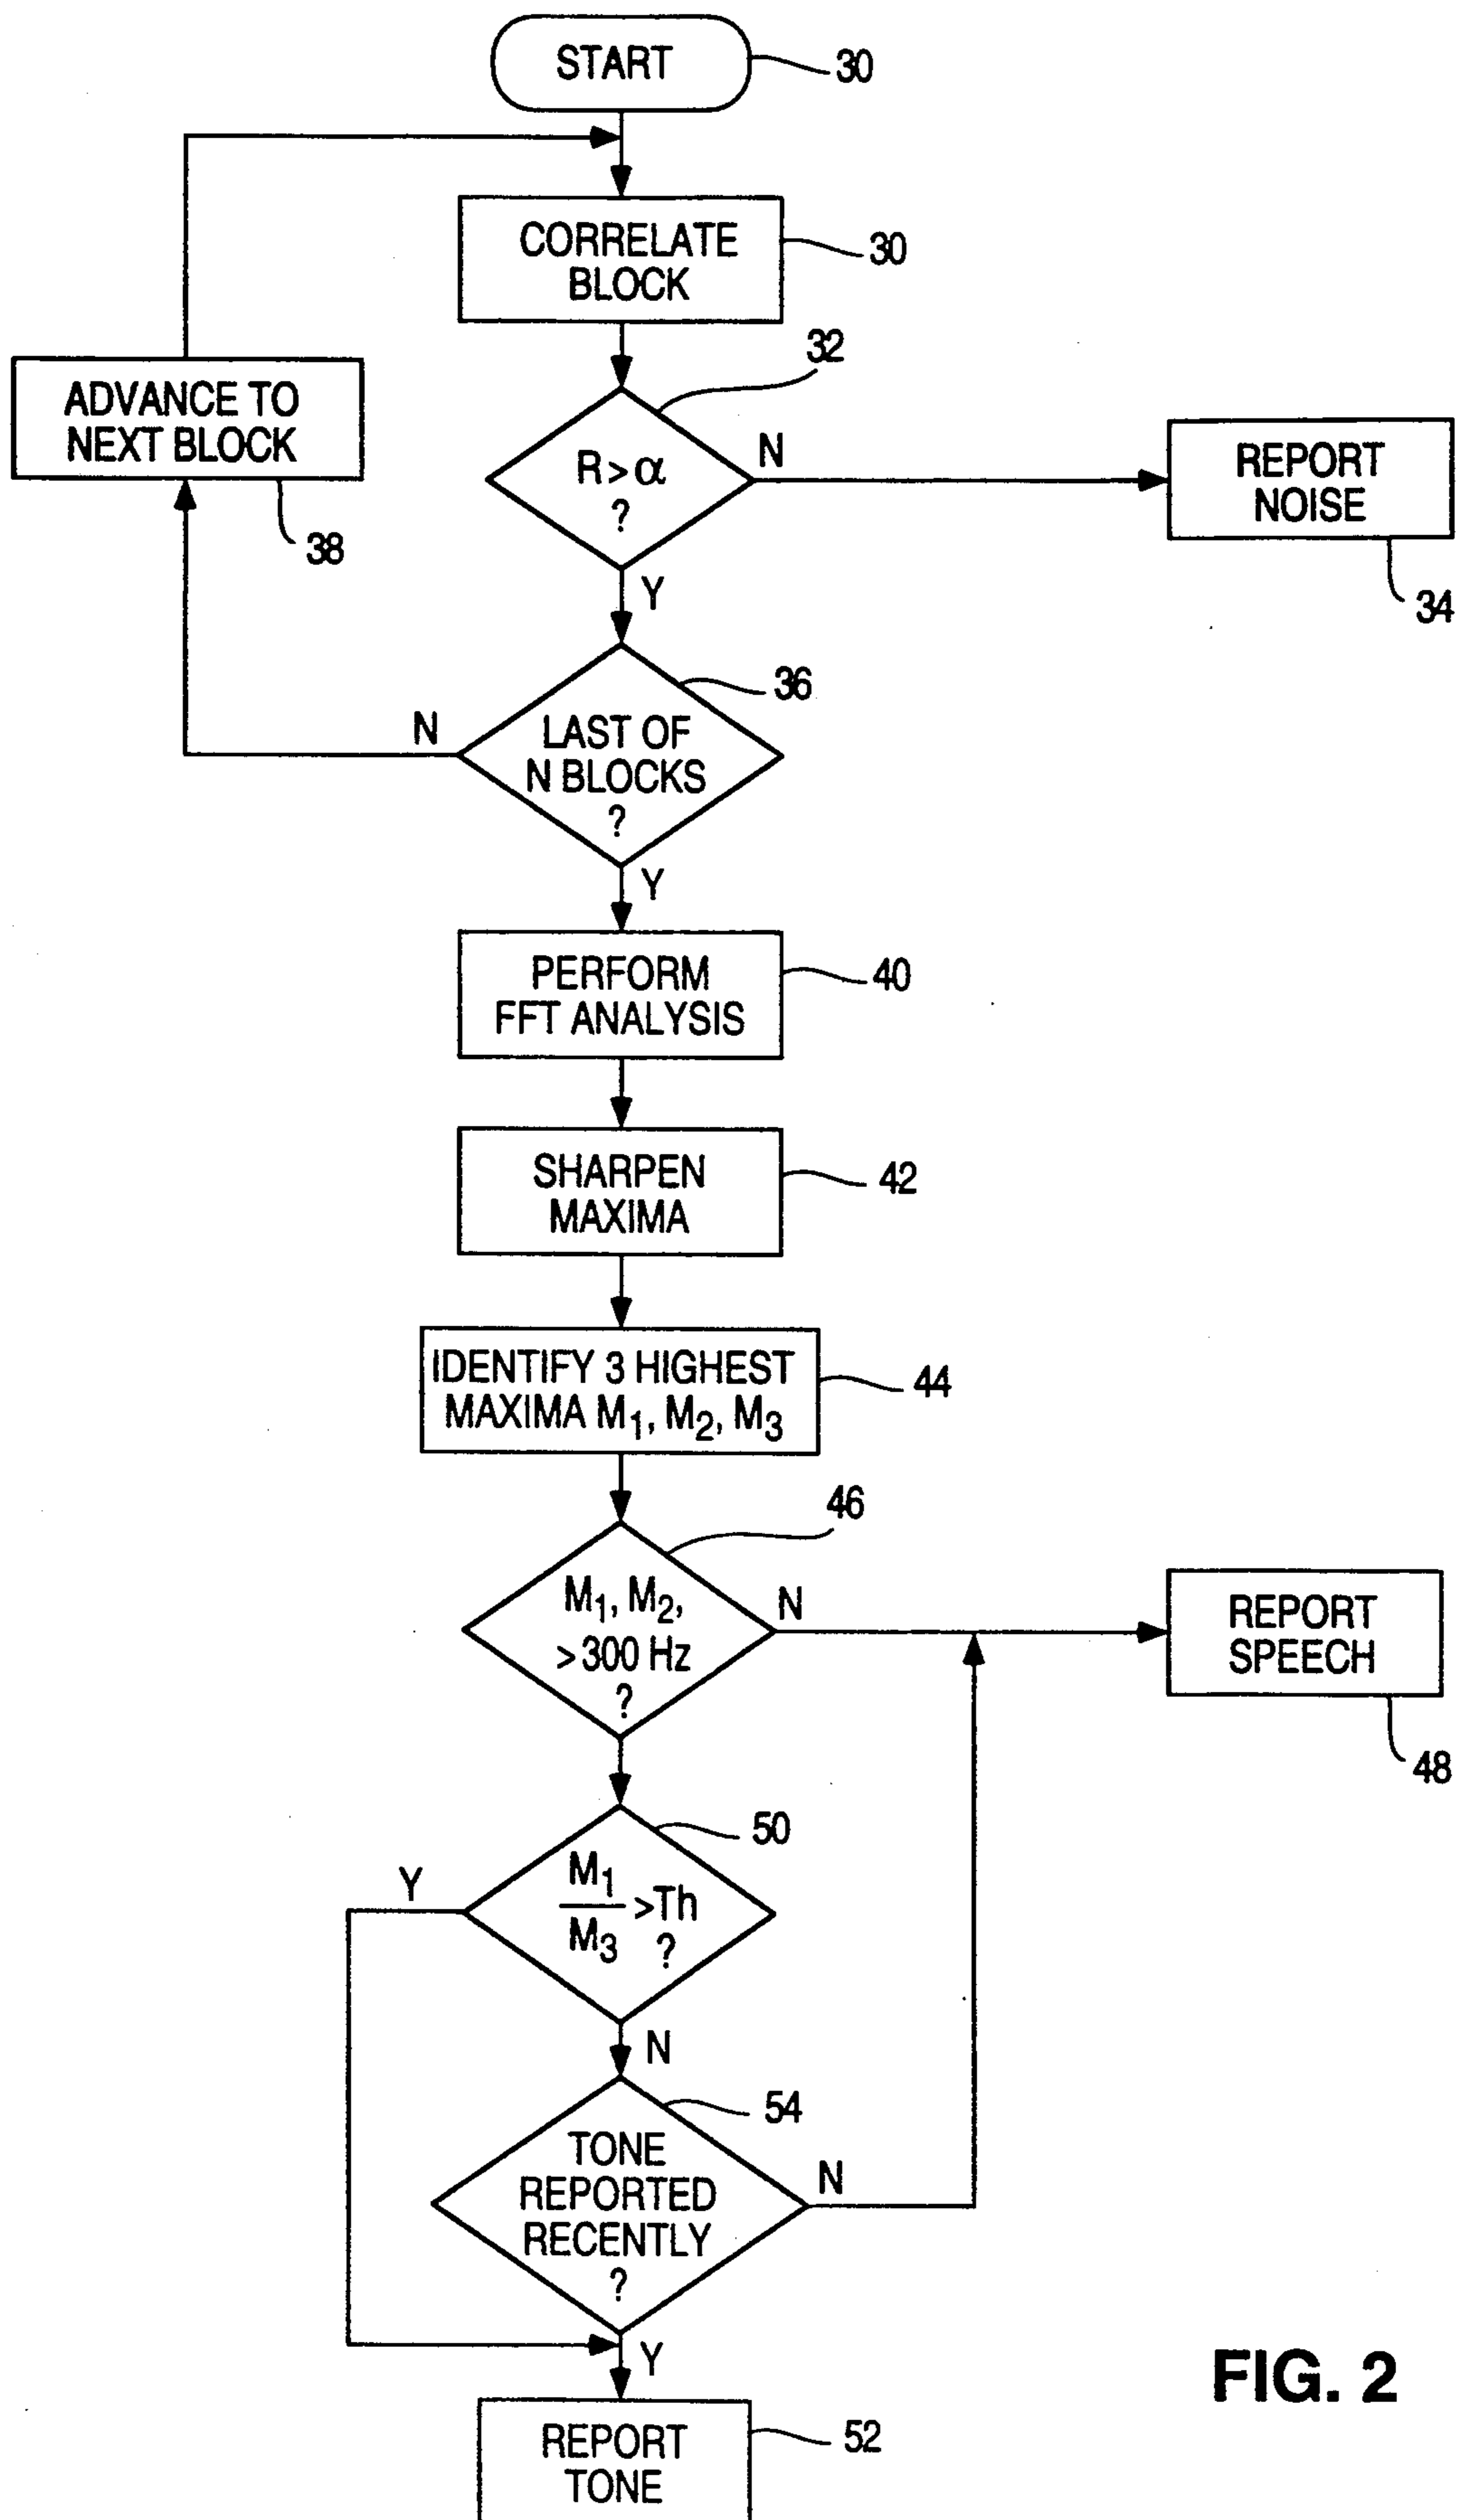 START
30
CORRELATE
BLOCK
30
32
ADVANCE TO
NEXT BLOCK
38
R > α
?
N
REPORT
NOISE
34
Y
36
N
LAST OF
N BLOCKS
?
Y
PERFORM
FFT ANALYSIS
40
SHARPEN
MAXIMA
42
IDENTIFY 3 HIGHEST
MAXIMA M1, M2, M3
44
46
M1, M2,
>300 Hz
?
N
REPORT
SPEECH
48
50
Y
M1
>Th
M3
?
N
54
TONE
REPORTED
RECENTLY
?
N
Y
REPORT
TONE
52
FIG. 2